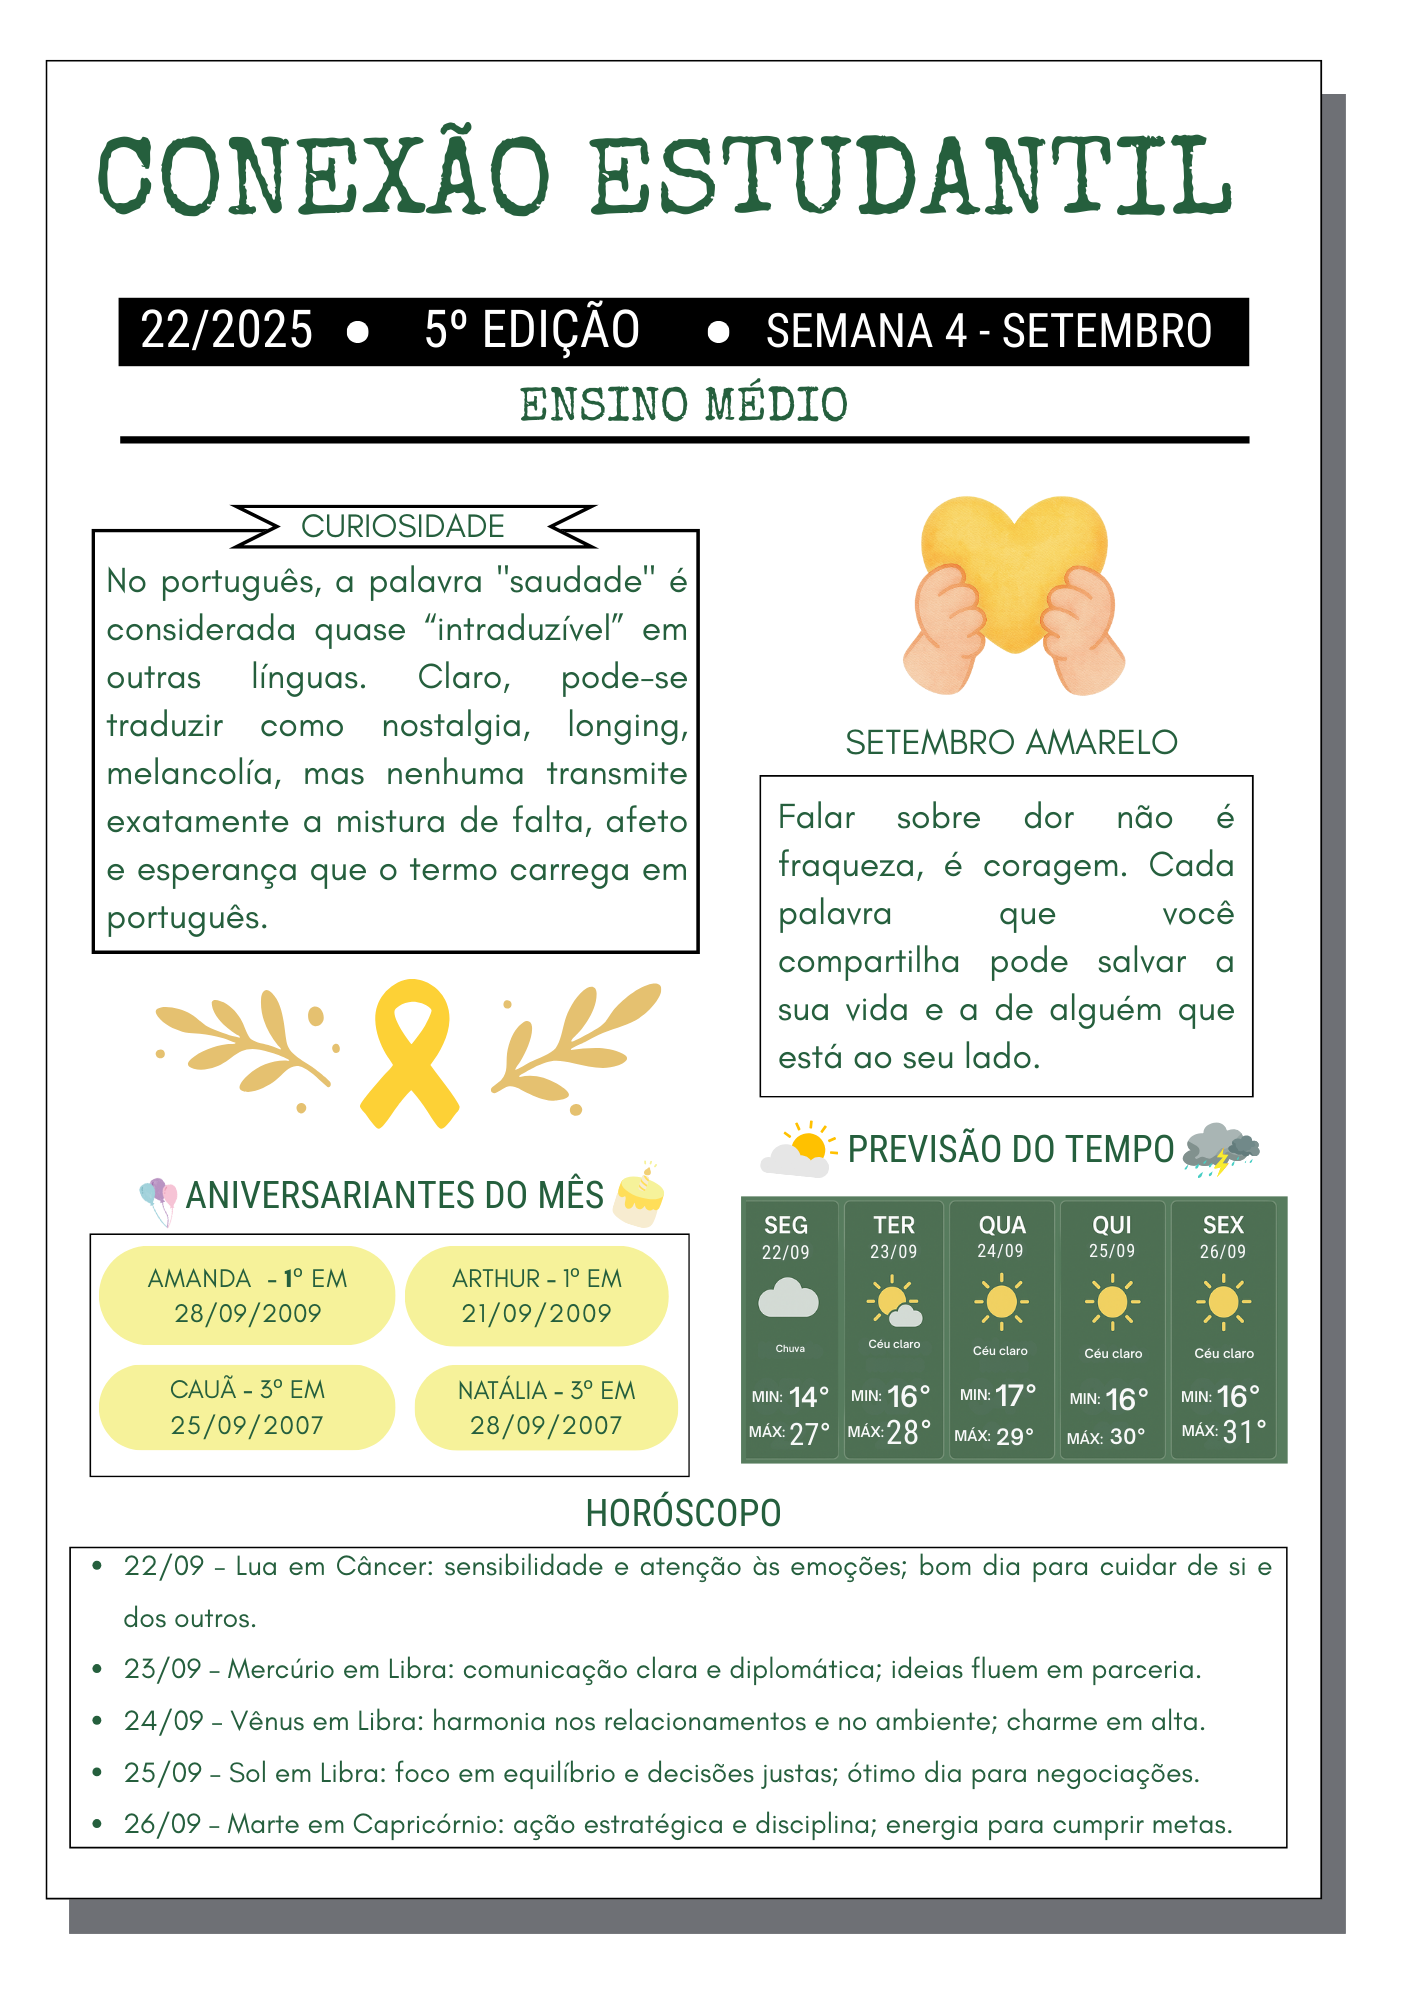 CONEXÃO ESTUDANTIL
22/2025 ● 5º EDIÇÃO ● SEMANA 4 - SETEMBRO
ENSINO MÉDIO
CURIOSIDADE
No português, a palavra "saudade" é
considerada quase “intraduzível” em
outras línguas. Claro, pode-se
traduzir como nostalgia, longing,
melancolía, mas nenhuma transmite
exatamente a mistura de falta, afeto
e esperança que o termo carrega em
português.
SETEMBRO AMARELO
Falar sobre dor não é
fraqueza, é coragem. Cada
palavra que você
compartilha pode salvar a
sua vida e a de alguém que
está ao seu lado.
ANIVERSARIANTES DO MÊS
AMANDA - 1º EM
28/09/2009
ARTHUR - 1º EM
21/09/2009
CAUÃ - 3º EM
25/09/2007
NATÁLIA - 3º EM
28/09/2007
PREVISÃO DO TEMPO
SEG
22/09
Chuva
MIN: 14°
MÁX: 27°
TER
23/09
Céu claro
MIN: 16°
MÁX: 28°
QUA
24/09
Céu claro
MIN: 17°
MÁX: 29°
QUI
25/09
Céu claro
MIN: 16°
MÁX: 30°
SEX
26/09
Céu claro
MIN: 16°
MÁX: 31°
HORÓSCOPO
• 22/09 - Lua em Câncer: sensibilidade e atenção às emoções; bom dia para cuidar de si e
dos outros.
• 23/09 - Mercúrio em Libra: comunicação clara e diplomática; ideias fluem em parceria.
• 24/09 - Vênus em Libra: harmonia nos relacionamentos e no ambiente; charme em alta.
• 25/09 - Sol em Libra: foco em equilíbrio e decisões justas; ótimo dia para negociações.
• 26/09 - Marte em Capricórnio: ação estratégica e disciplina; energia para cumprir metas.